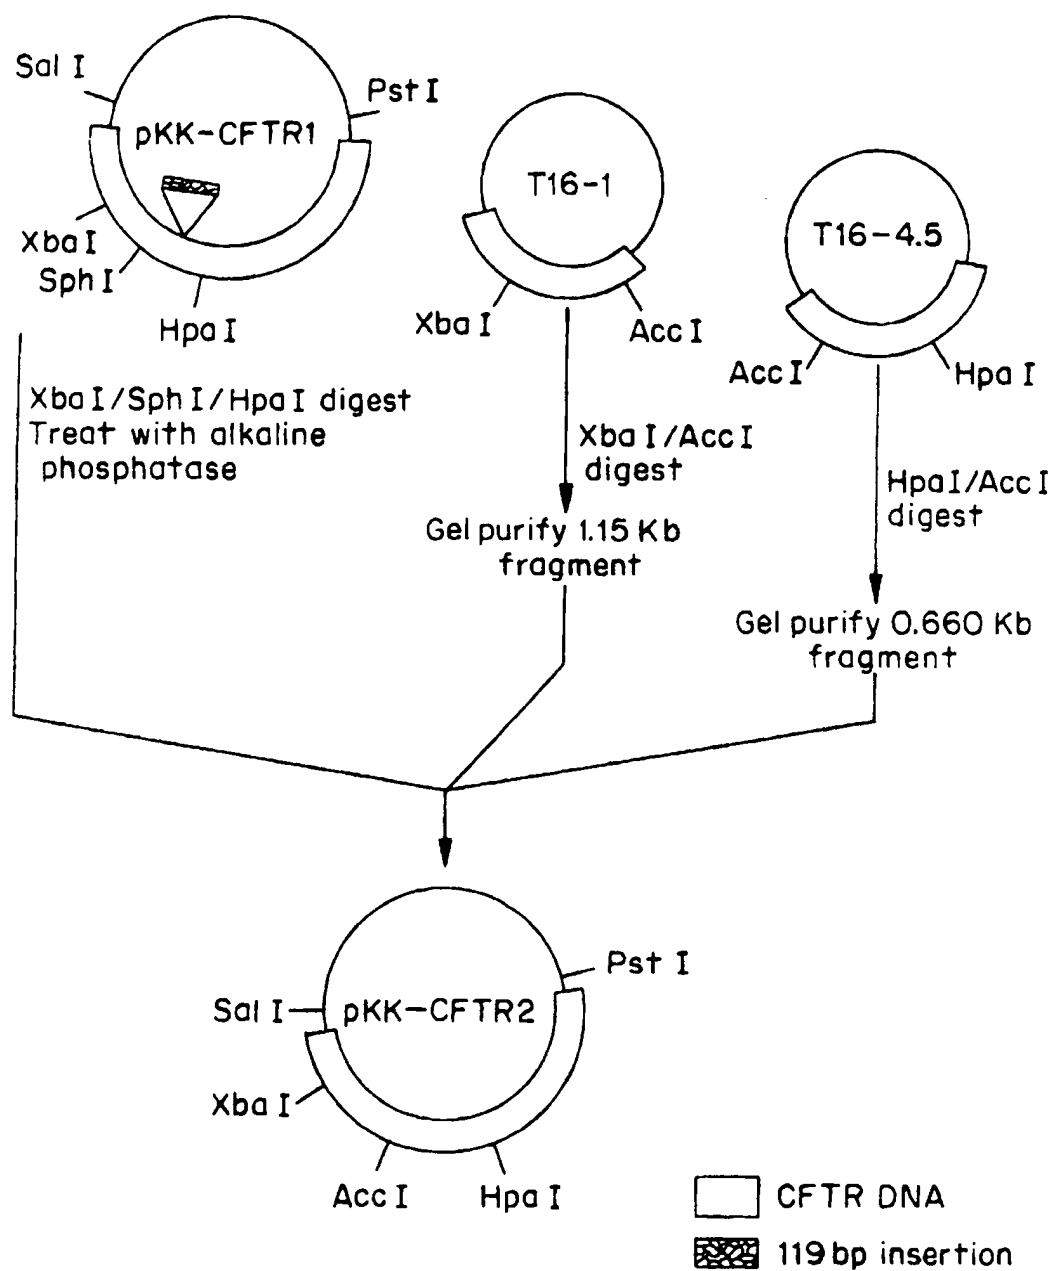 Sal I
Pst I
pKK-CFTR1
Xba I
Sph I
Hpa I
T16-1
Xba I
Acc I
T16-4.5
Acc I
Hpa I
Xba I/Sph I/Hpa I digest
Treat with alkaline
phosphatase
Xba I/Acc I
digest
Gel purify 1.15 Kb
fragment
Hpa I/Acc I
digest
Gel purify 0.660 Kb
fragment
Pst I
Sal I
pKK-CFTR2
Xba I
Acc I
Hpa I
CFTR DNA
119 bp insertion